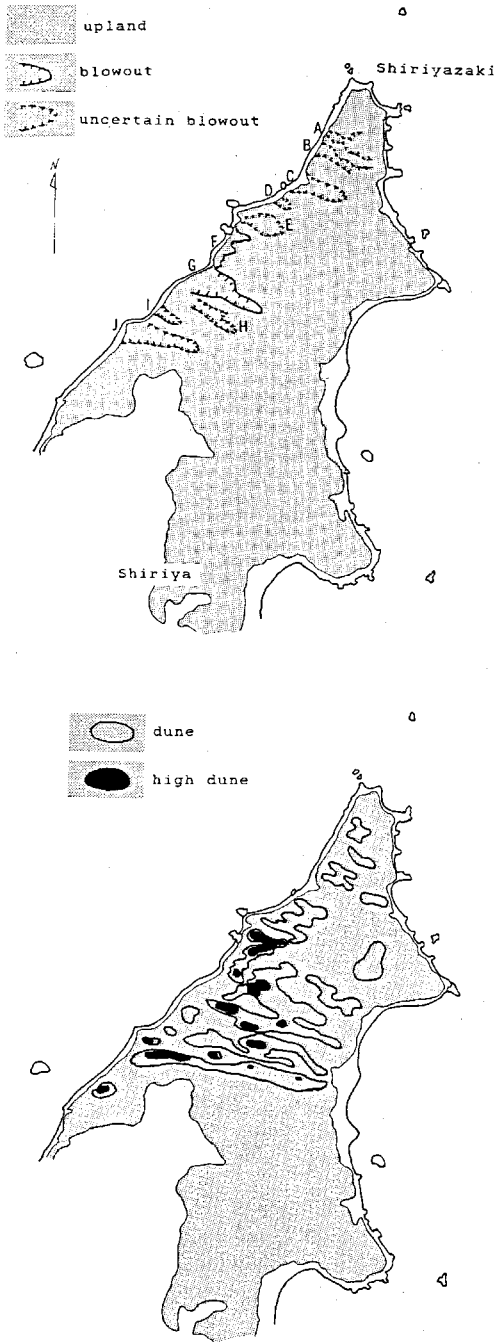 upland
blowout
uncertain blowout
Shiriyazaki
N
A
B
C
D
E
F
G
H
I
J
Shiriya
dune
high dune